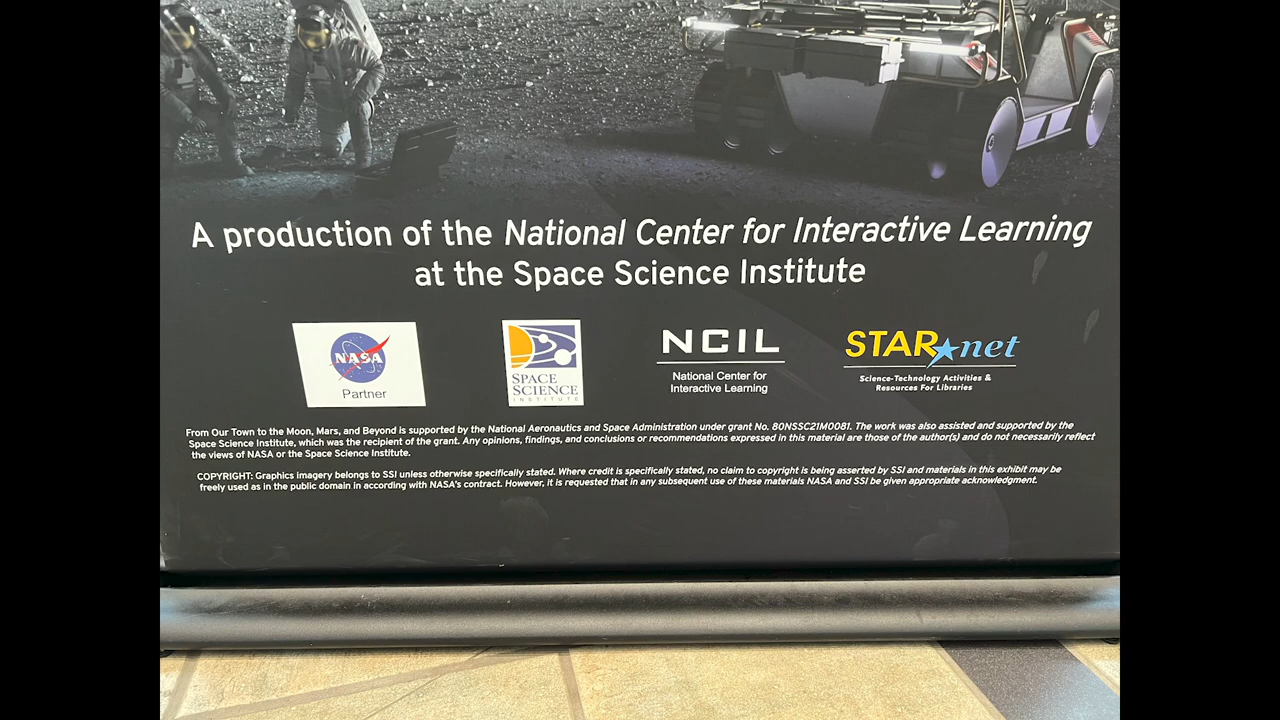 A production of the National Center for Interactive Learning
at the Space Science Institute
NASA
Partner
SPACE
SCIENCE
INSTITUTE
NCIL
National Center for
Interactive Learning
STAR net
Science-Technology Activities &
Resources For Libraries
From Our Town to the Moon, Mars, and Beyond is supported by the National Aeronautics and Space Administration under grant No. 80NSSC21M0081. The work was also assisted and supported by the
Space Science Institute, which was the recipient of the grant. Any opinions, findings, and conclusions or recommendations expressed in this material are those of the author(s) and do not necessarily reflect
the views of NASA or the Space Science Institute.
COPYRIGHT: Graphics imagery belongs to SSI unless otherwise specifically stated. Where credit is specifically stated, no claim to copyright is being asserted by SSI and materials in this exhibit may be
freely used as in the public domain in according with NASA's contract. However, it is requested that in any subsequent use of these materials NASA and SSI be given appropriate acknowledgment.